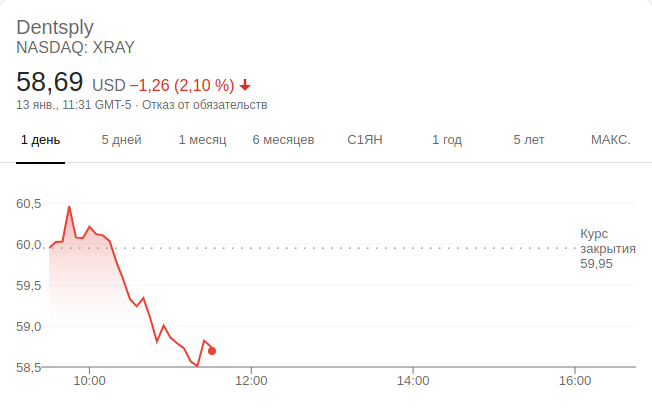 Dentsply
NASDAQ: XRAY
58,69 USD −1,26 (2,10 %)
13 янв., 11:31 GMT-5 · Отказ от обязательств
1 день 5 дней 1 месяц 6 месяцев С1ЯН 1 год 5 лет МАКС.
60,5
60,0
59,5
59,0
58,5
Курс
закрытия
59,95
10:00 12:00 14:00 16:00